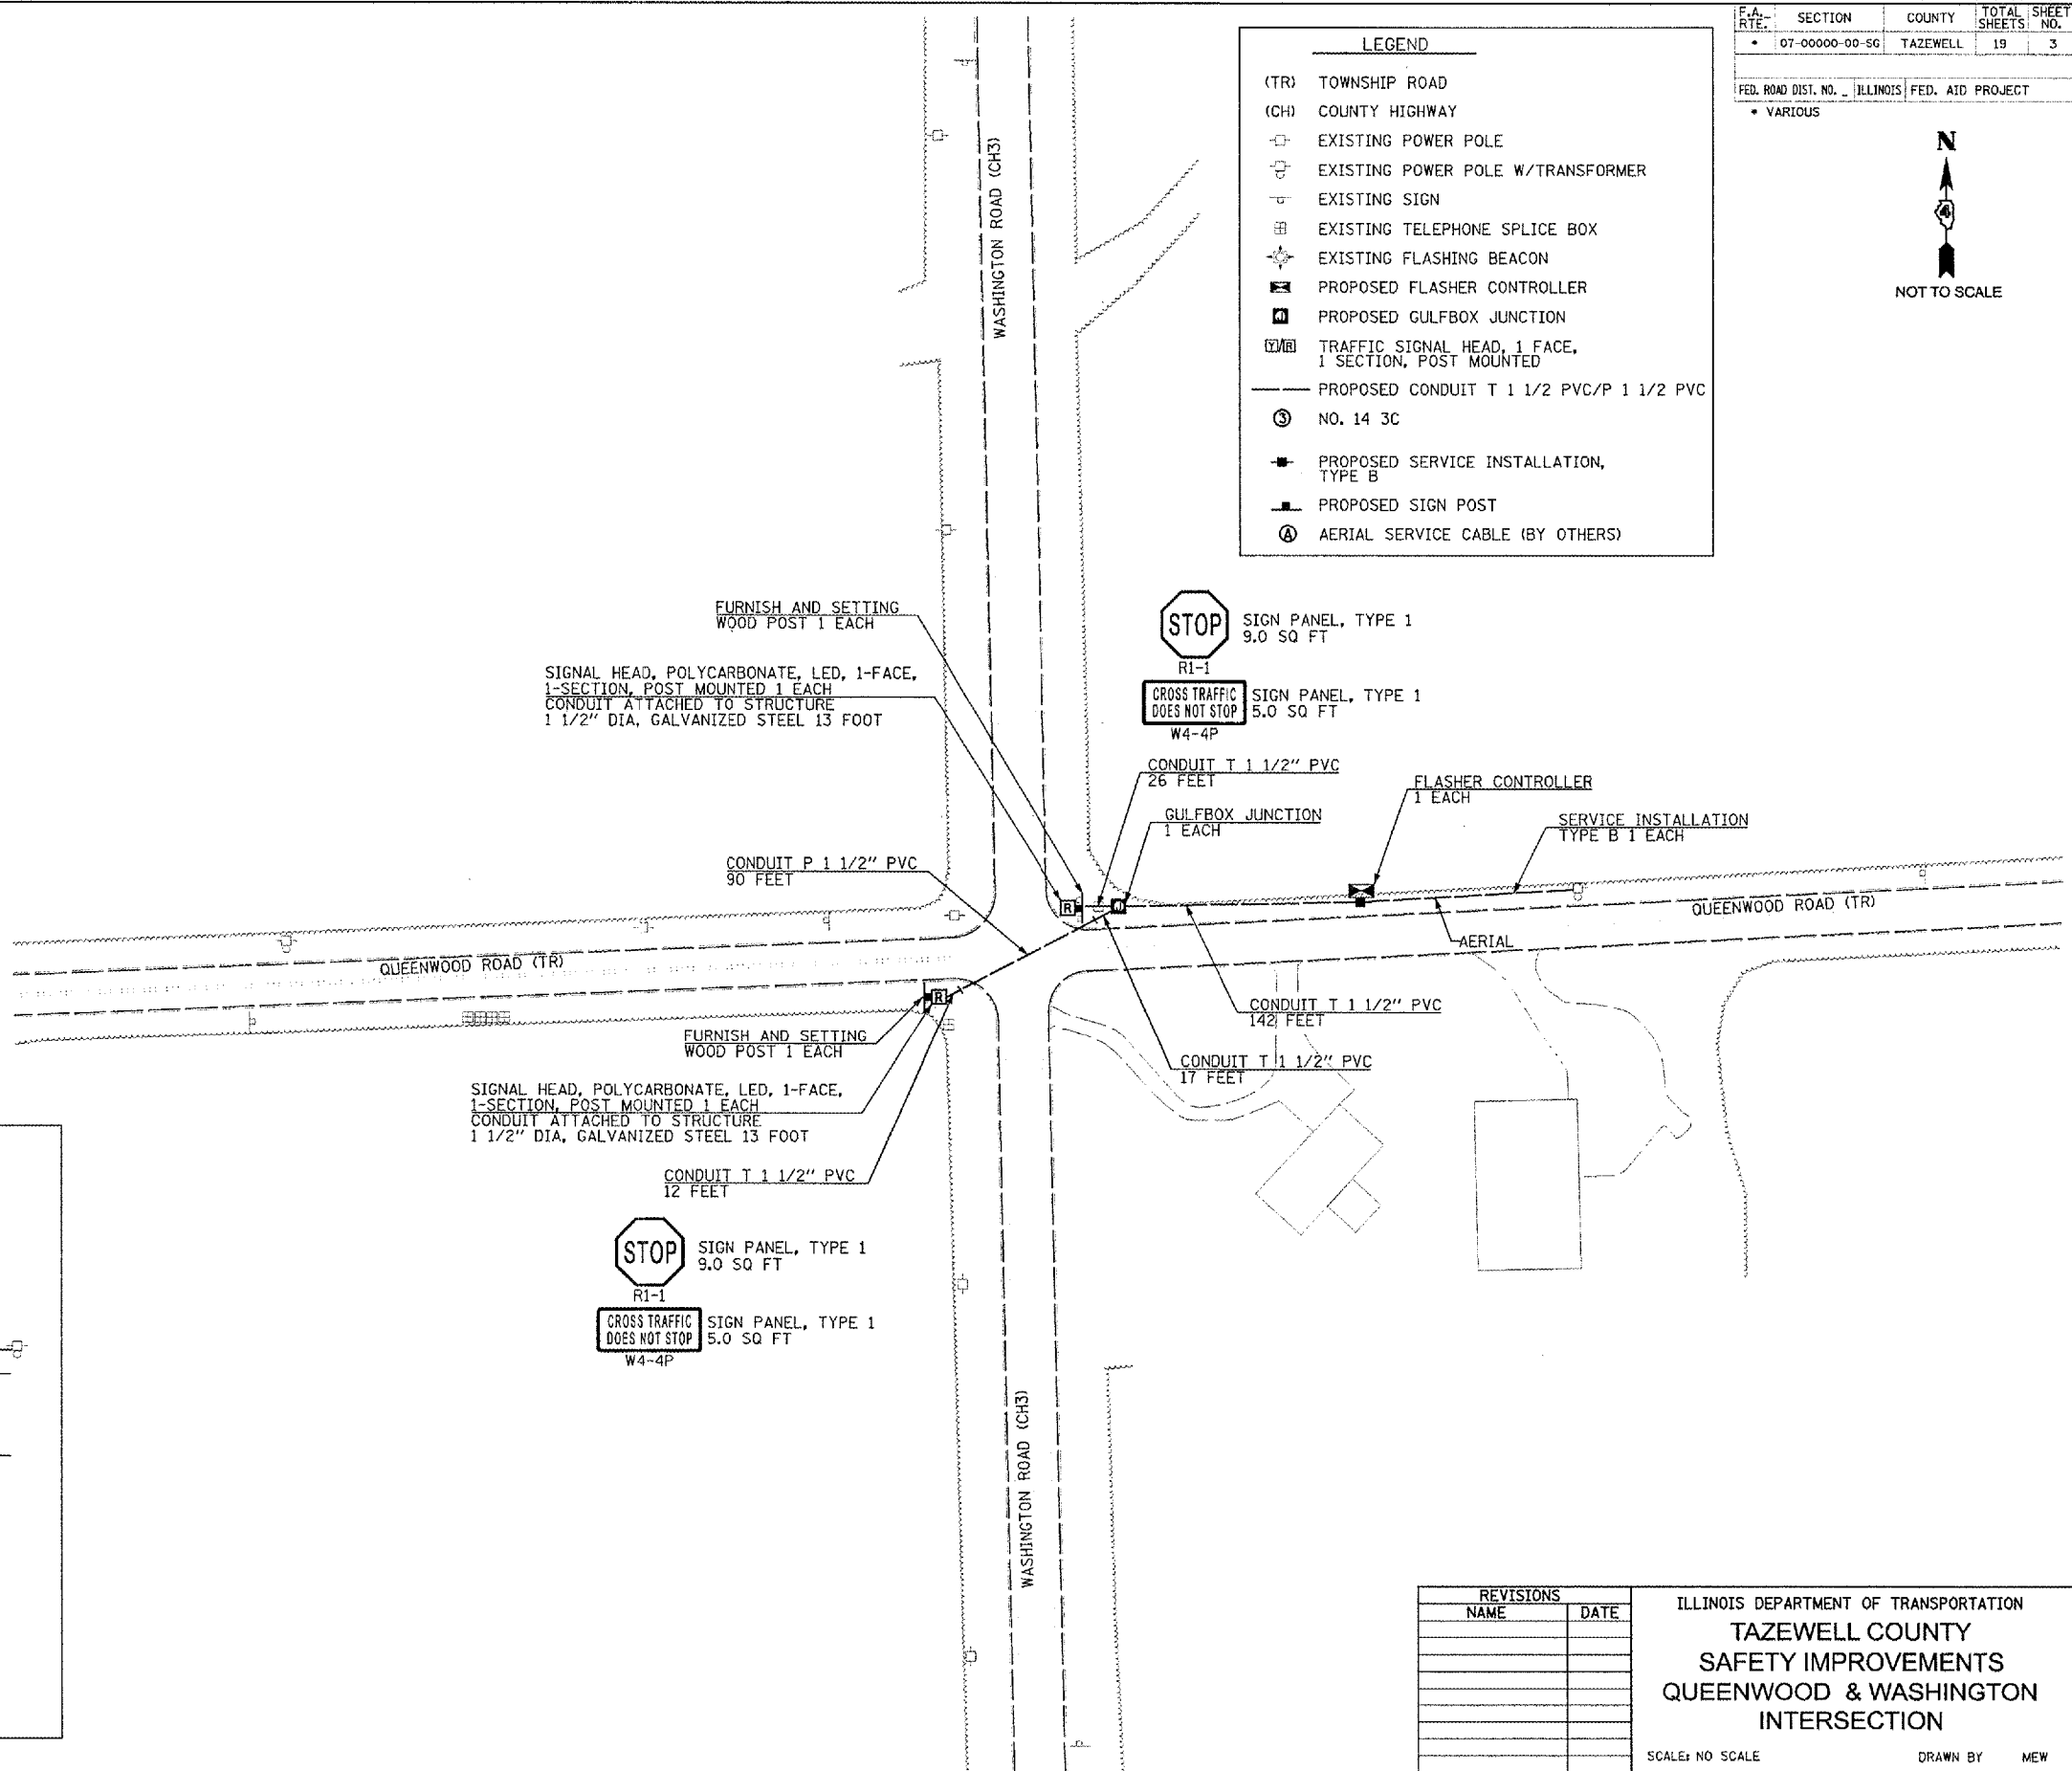 F.A. RTE. SECTION COUNTY TOTAL SHEETS SHEET NO.
• 07-00000-00-SG TAZEWELL 19 3
FED. ROAD DIST. NO. _ ILLINOIS FED. AID PROJECT
* VARIOUS
N
4
NOT TO SCALE
LEGEND
(TR) TOWNSHIP ROAD
(CH) COUNTY HIGHWAY
EXISTING POWER POLE
EXISTING POWER POLE W/TRANSFORMER
EXISTING SIGN
EXISTING TELEPHONE SPLICE BOX
EXISTING FLASHING BEACON
PROPOSED FLASHER CONTROLLER
PROPOSED GULFBOX JUNCTION
Y/R TRAFFIC SIGNAL HEAD, 1 FACE,
1 SECTION, POST MOUNTED
PROPOSED CONDUIT T 1 1/2 PVC/P 1 1/2 PVC
3 NO. 14 3C
PROPOSED SERVICE INSTALLATION,
TYPE B
PROPOSED SIGN POST
A AERIAL SERVICE CABLE (BY OTHERS)
WASHINGTON ROAD (CH3)
FURNISH AND SETTING
WOOD POST 1 EACH
SIGNAL HEAD, POLYCARBONATE, LED, 1-FACE,
1-SECTION, POST MOUNTED 1 EACH
CONDUIT ATTACHED TO STRUCTURE
1 1/2" DIA, GALVANIZED STEEL 13 FOOT
STOP
SIGN PANEL, TYPE 1
9.0 SQ FT
R1-1
CROSS TRAFFIC
DOES NOT STOP
SIGN PANEL, TYPE 1
5.0 SQ FT
W4-4P
CONDUIT T 1 1/2" PVC
26 FEET
GULFBOX JUNCTION
1 EACH
FLASHER CONTROLLER
1 EACH
SERVICE INSTALLATION
TYPE B 1 EACH
CONDUIT P 1 1/2" PVC
90 FEET
R
J
QUEENWOOD ROAD (TR)
AERIAL
QUEENWOOD ROAD (TR)
R
CONDUIT T 1 1/2" PVC
142 FEET
CONDUIT T 1 1/2" PVC
17 FEET
FURNISH AND SETTING
WOOD POST 1 EACH
SIGNAL HEAD, POLYCARBONATE, LED, 1-FACE,
1-SECTION, POST MOUNTED 1 EACH
CONDUIT ATTACHED TO STRUCTURE
1 1/2" DIA, GALVANIZED STEEL 13 FOOT
CONDUIT T 1 1/2" PVC
12 FEET
STOP
SIGN PANEL, TYPE 1
9.0 SQ FT
R1-1
CROSS TRAFFIC
DOES NOT STOP
SIGN PANEL, TYPE 1
5.0 SQ FT
W4-4P
WASHINGTON ROAD (CH3)
REVISIONS
NAME DATE
ILLINOIS DEPARTMENT OF TRANSPORTATION
TAZEWELL COUNTY
SAFETY IMPROVEMENTS
QUEENWOOD & WASHINGTON
INTERSECTION
SCALE: NO SCALE DRAWN BY MEW